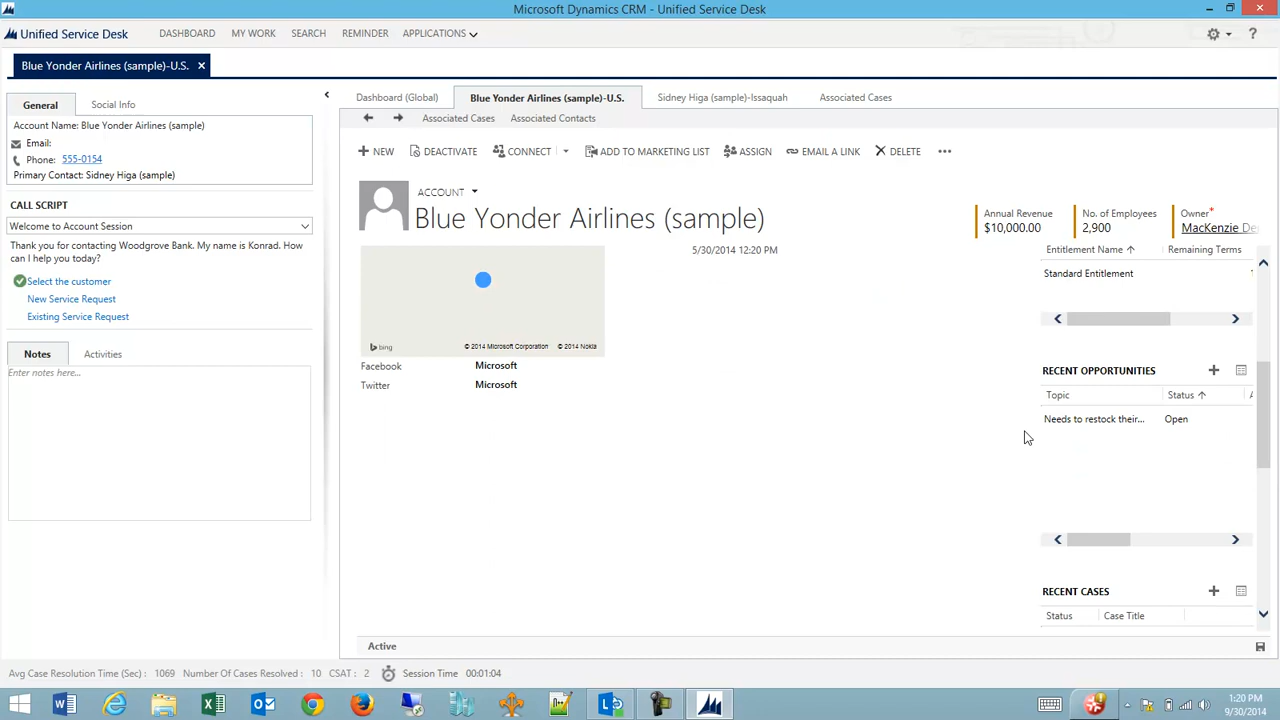 Microsoft Dynamics CRM - Unified Service Desk
Unified Service Desk
DASHBOARD
MY WORK
SEARCH
REMINDER
APPLICATIONS
Blue Yonder Airlines (sample)-U.S.
General
Social Info
Account Name: Blue Yonder Airlines (sample)
Email:
Phone: 555-0154
Primary Contact: Sidney Higa (sample)
CALL SCRIPT
Welcome to Account Session
Thank you for contacting Woodgrove Bank. My name is Konrad. How
can I help you today?
Select the customer
New Service Request
Existing Service Request
Notes
Activities
Enter notes here...
Dashboard (Global)
Blue Yonder Airlines (sample)-U.S.
Sidney Higa (sample)-Issaquah
Associated Cases
Associated Cases
Associated Contacts
NEW
DEACTIVATE
CONNECT
ADD TO MARKETING LIST
ASSIGN
EMAIL A LINK
DELETE
ACCOUNT
Blue Yonder Airlines (sample)
Annual Revenue
$10,000.00
No. of Employees
2,900
Owner*
MacKenzie De
5/30/2014 12:20 PM
bing
© 2014 Microsoft Corporation
© 2014 Nokia
Facebook
Microsoft
Twitter
Microsoft
Entitlement Name
Remaining Terms
Standard Entitlement
RECENT OPPORTUNITIES
Topic
Status
Needs to restock their...
Open
RECENT CASES
Status
Case Title
Active
Avg Case Resolution Time (Sec) : 1069
Number Of Cases Resolved : 10
CSAT : 2
Session Time 00:01:04
1:20 PM
9/30/2014